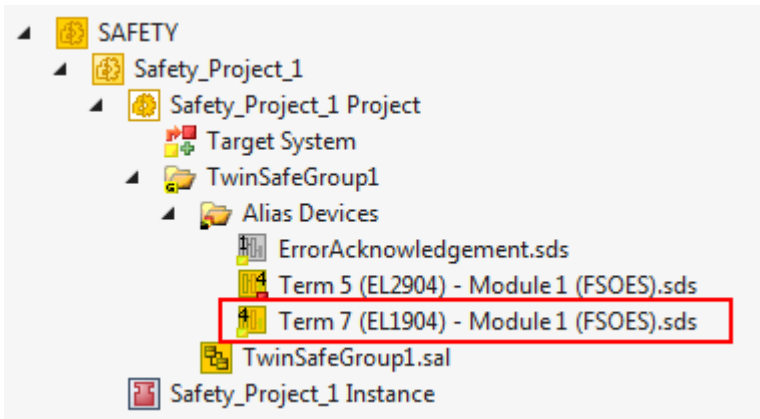 SAFETY
Safety_Project_1
Safety_Project_1 Project
Target System
TwinSafeGroup1
Alias Devices
ErrorAcknowledgement.sds
Term 5 (EL2904) - Module 1 (FSOES).sds
Term 7 (EL1904) - Module 1 (FSOES).sds
TwinSafeGroup1.sal
Safety_Project_1 Instance